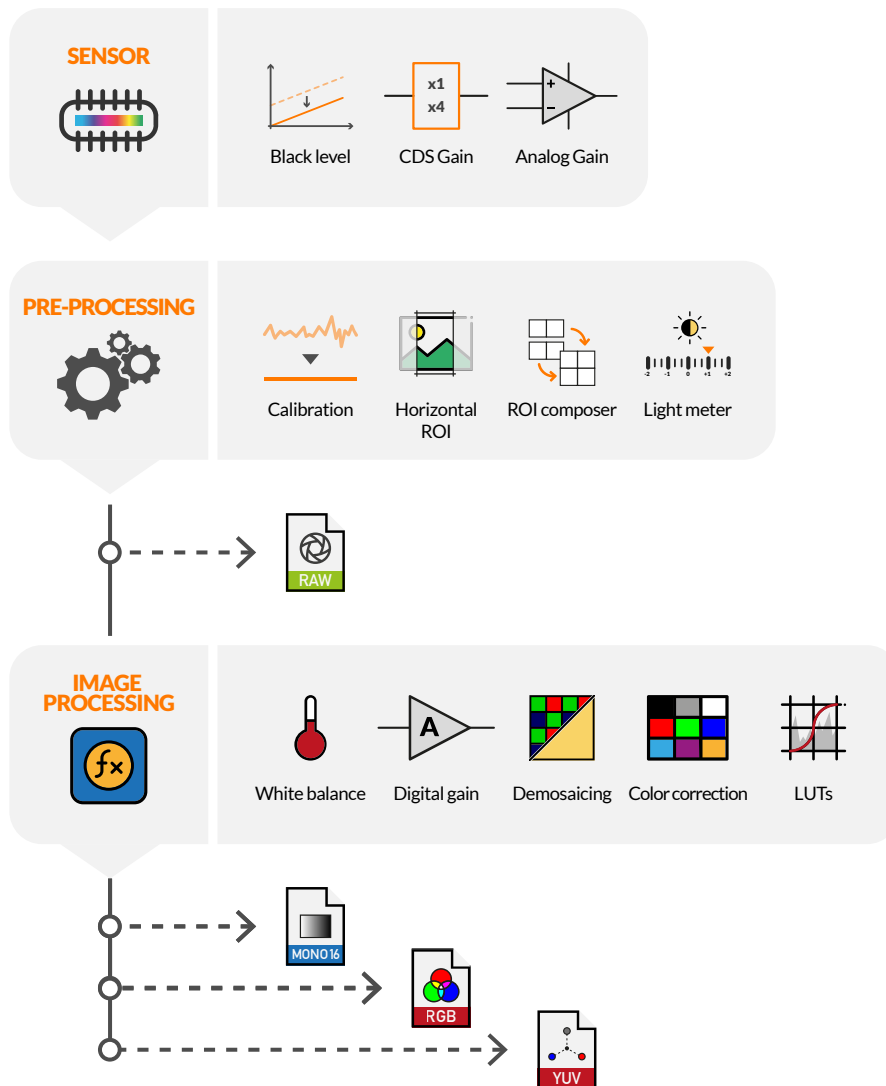 SENSOR
x1
x4
+
−
Black level
CDS Gain
Analog Gain
PRE-PROCESSING
-2 -1 0 +1 +2
Calibration
Horizontal
ROI
ROI composer
Light meter
RAW
IMAGE
PROCESSING
fx
A
White balance
Digital gain
Demosaicing
Color correction
LUTs
MONO16
RGB
YUV